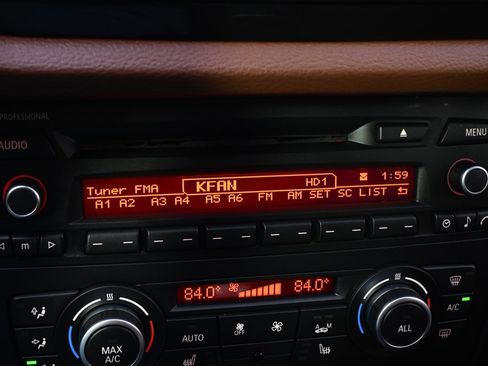 PROFESSIONAL
AUDIO
MENU
KFAN HD1 1:59
Tuner FMA
A1 A2 A3 A4 A5 A6 FM AM SET SC LIST
m
84.0° 84.0°
AUTO
OFF
A
MAX
A/C
ALL
A/C